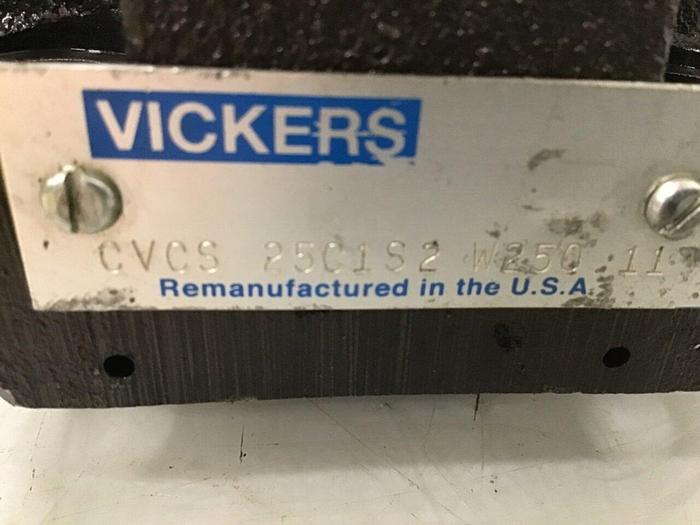 VICKERS
CVCS 25C1S2 W250 11
Remanufactured in the U.S.A.